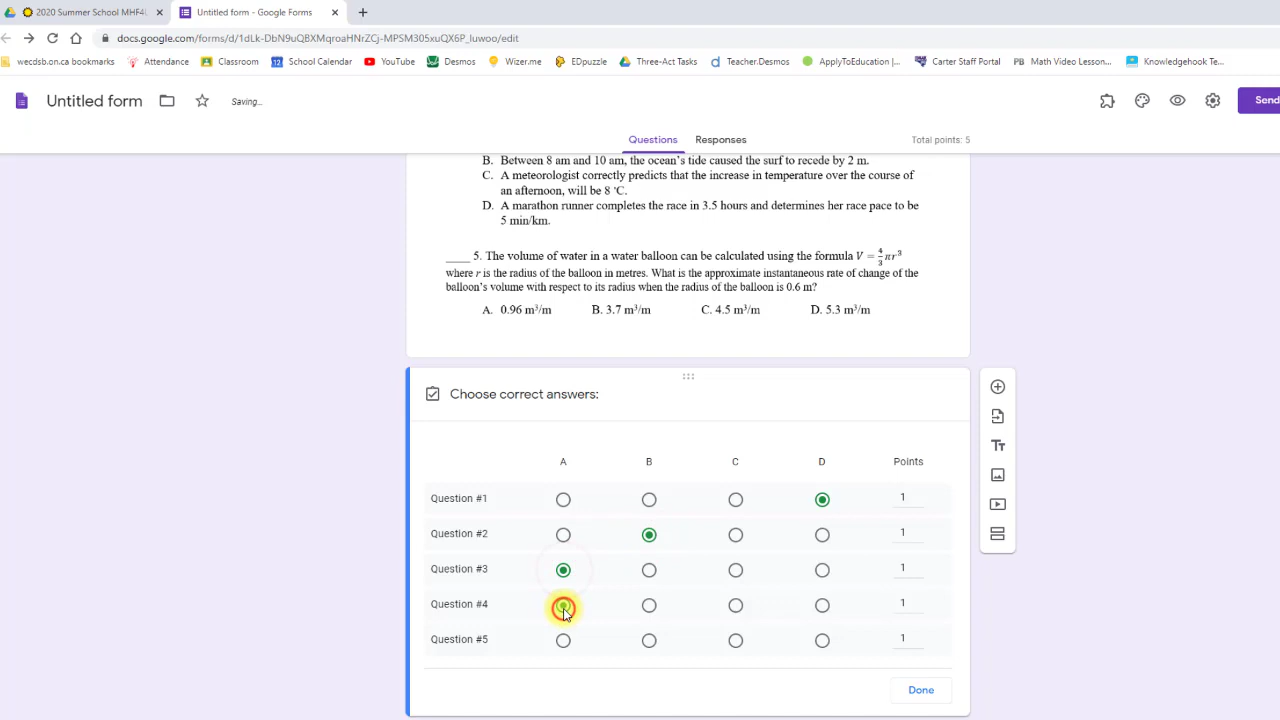 2020 Summer School MHF4U
Untitled form - Google Forms
docs.google.com/forms/d/1dLk-DbN9uQBXMqroaHNrZCj-MPSM305xuQX6P_luwoo/edit
wecdsb.on.ca bookmarks Attendance Classroom School Calendar YouTube Desmos Wizer.me EDpuzzle Three-Act Tasks Teacher.Desmos ApplyToEducation |... Carter Staff Portal PB Math Video Lesson... Knowledgehook Te...
Untitled form Saving... Send
Questions Responses Total points: 5
B. Between 8 am and 10 am, the ocean's tide caused the surf to recede by 2 m.
C. A meteorologist correctly predicts that the increase in temperature over the course of
an afternoon, will be 8 °C.
D. A marathon runner completes the race in 3.5 hours and determines her race pace to be
5 min/km.
____ 5. The volume of water in a water balloon can be calculated using the formula V = 4/3 πr³
where r is the radius of the balloon in metres. What is the approximate instantaneous rate of change of the
balloon's volume with respect to its radius when the radius of the balloon is 0.6 m?
A. 0.96 m³/m B. 3.7 m³/m C. 4.5 m³/m D. 5.3 m³/m
Choose correct answers:
A B C D Points
Question #1 1
Question #2 1
Question #3 1
Question #4 1
Question #5 1
Done